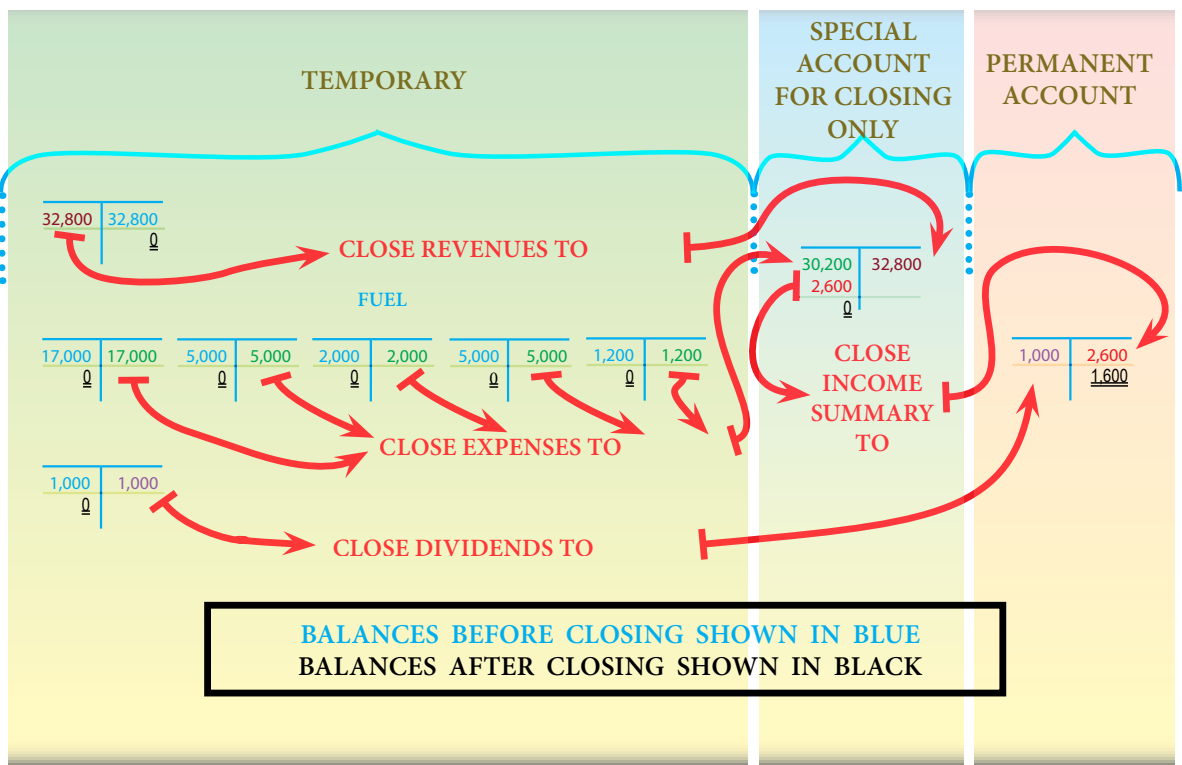 TEMPORARY
SPECIAL
ACCOUNT
FOR CLOSING
ONLY
PERMANENT
ACCOUNT
32,800 32,800
0
CLOSE REVENUES TO
30,200 32,800
2,600
0
FUEL
17,000 17,000
0
5,000 5,000
0
2,000 2,000
0
5,000 5,000
0
1,200 1,200
0
CLOSE
INCOME
SUMMARY
TO
1,000 2,600
1,600
CLOSE EXPENSES TO
1,000 1,000
0
CLOSE DIVIDENDS TO
BALANCES BEFORE CLOSING SHOWN IN BLUE
BALANCES AFTER CLOSING SHOWN IN BLACK